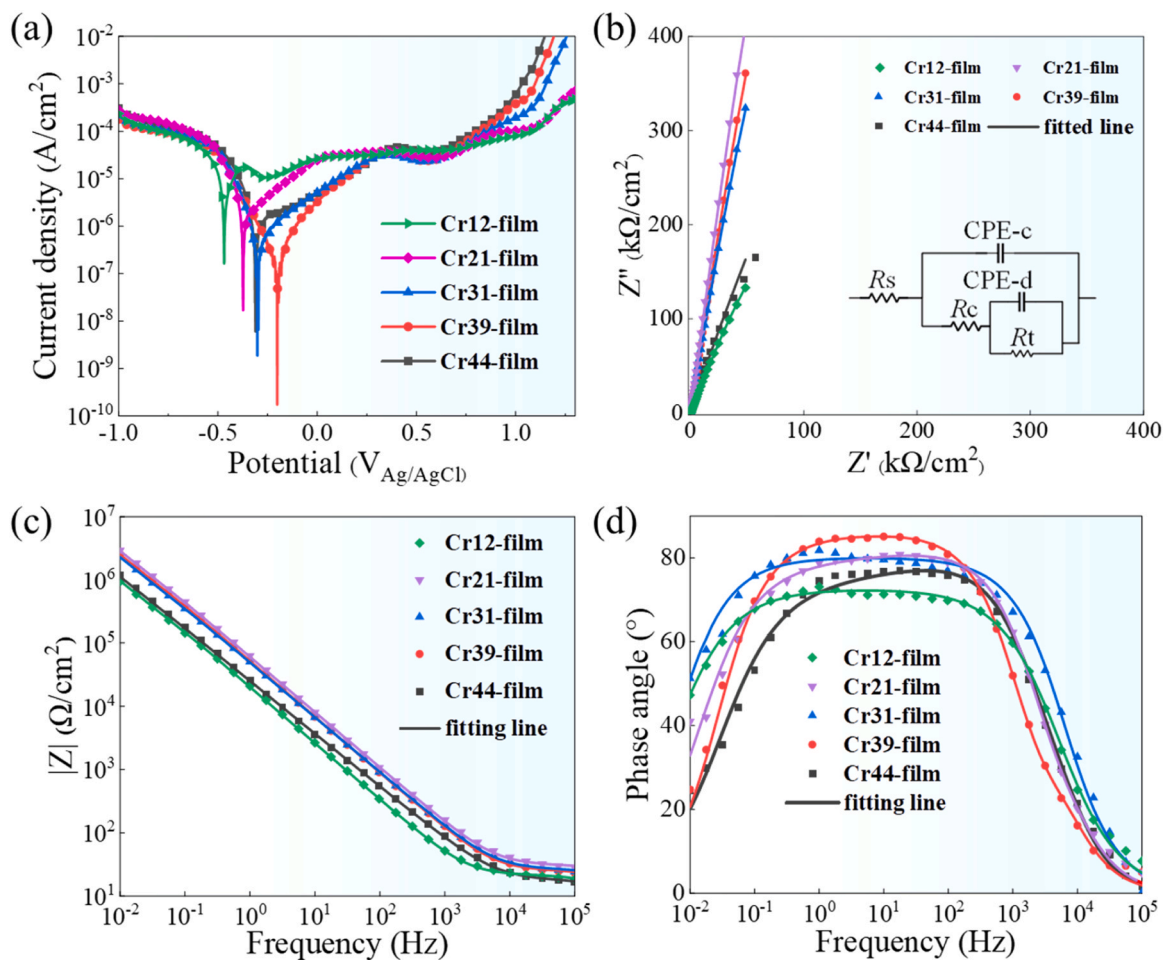 (a)
10⁻²
10⁻³
10⁻⁴
10⁻⁵
10⁻⁶
10⁻⁷
10⁻⁸
10⁻⁹
10⁻¹⁰
Current density (A/cm²)
Cr12-film
Cr21-film
Cr31-film
Cr39-film
Cr44-film
-1.0 -0.5 0.0 0.5 1.0
Potential (V_Ag/AgCl)
(b)
400
300
200
100
0
Z'' (kΩ/cm²)
Cr12-film Cr21-film
Cr31-film Cr39-film
Cr44-film fitted line
CPE-c
CPE-d
Rs
Rc
Rt
0 100 200 300 400
Z' (kΩ/cm²)
(c)
10⁷
10⁶
10⁵
10⁴
10³
10²
10¹
|Z| (Ω/cm²)
Cr12-film
Cr21-film
Cr31-film
Cr39-film
Cr44-film
fitting line
10⁻² 10⁻¹ 10⁰ 10¹ 10² 10³ 10⁴ 10⁵
Frequency (Hz)
(d)
80
60
40
20
0
Phase angle (°)
Cr12-film
Cr21-film
Cr31-film
Cr39-film
Cr44-film
fitting line
10⁻² 10⁻¹ 10⁰ 10¹ 10² 10³ 10⁴ 10⁵
Frequency (Hz)